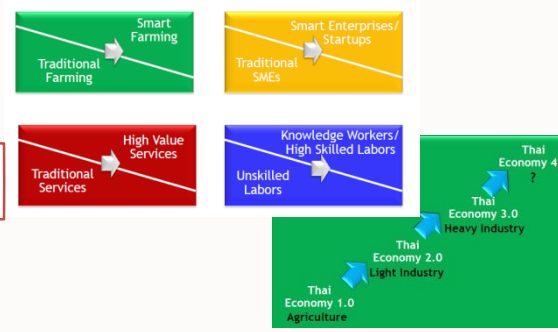 Smart
Farming
Traditional
Farming
Smart Enterprises/
Startups
Traditional
SMEs
High Value
Services
Traditional
Services
Knowledge Workers/
High Skilled Labors
Unskilled
Labors
Thai
Economy 4
?
Thai
Economy 3.0
Heavy Industry
Thai
Economy 2.0
Light Industry
Thai
Economy 1.0
Agriculture